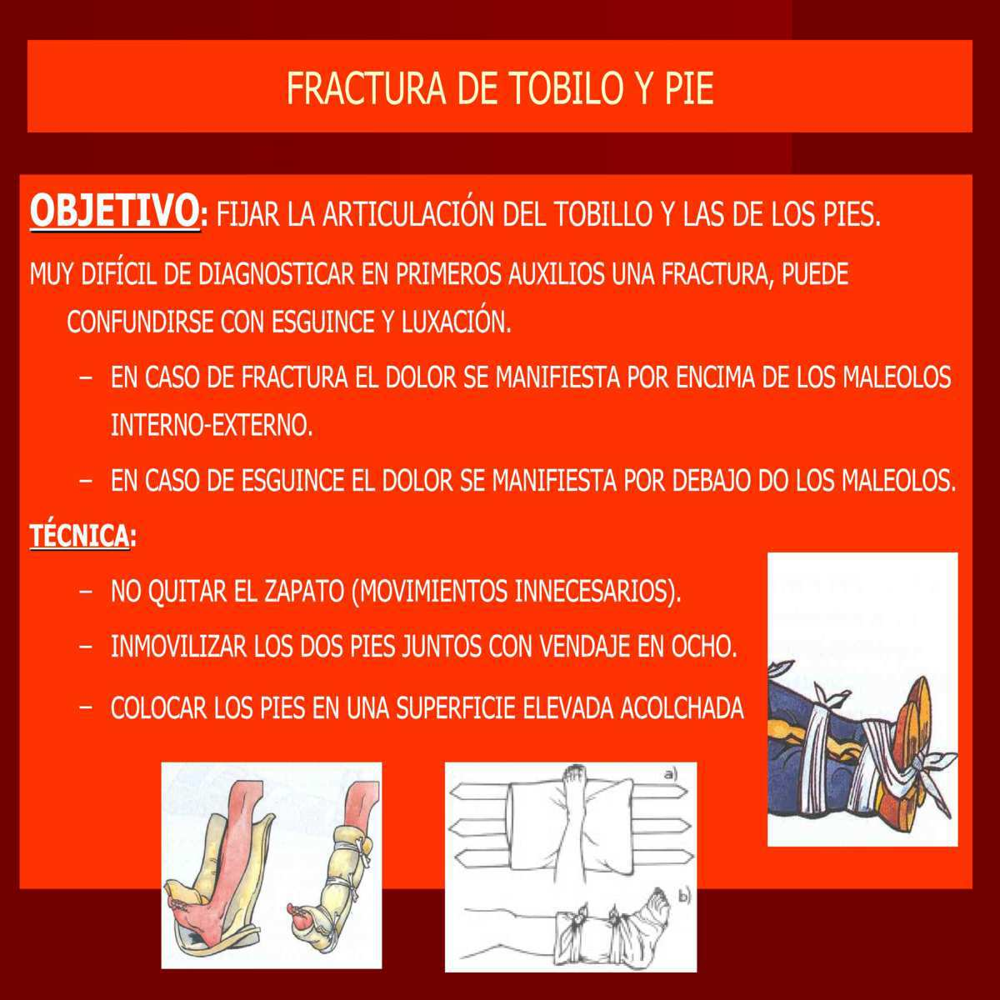 FRACTURA DE TOBILO Y PIE
OBJETIVO: FIJAR LA ARTICULACIÓN DEL TOBILLO Y LAS DE LOS PIES.
MUY DIFÍCIL DE DIAGNOSTICAR EN PRIMEROS AUXILIOS UNA FRACTURA, PUEDE
CONFUNDIRSE CON ESGUINCE Y LUXACIÓN.
– EN CASO DE FRACTURA EL DOLOR SE MANIFIESTA POR ENCIMA DE LOS MALEOLOS
INTERNO-EXTERNO.
– EN CASO DE ESGUINCE EL DOLOR SE MANIFIESTA POR DEBAJO DO LOS MALEOLOS.
TÉCNICA:
– NO QUITAR EL ZAPATO (MOVIMIENTOS INNECESARIOS).
– INMOVILIZAR LOS DOS PIES JUNTOS CON VENDAJE EN OCHO.
– COLOCAR LOS PIES EN UNA SUPERFICIE ELEVADA ACOLCHADA
a)
b)